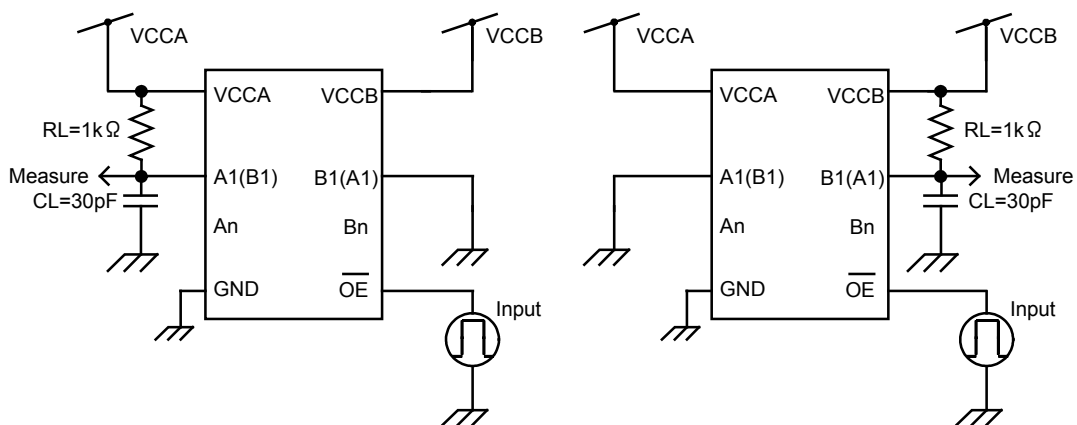 VCCA
VCCB
VCCA
VCCB
RL=1kΩ
Measure
CL=30pF
A1(B1)
B1(A1)
An
Bn
GND
OE
Input
VCCA
VCCB
VCCA
VCCB
RL=1kΩ
A1(B1)
B1(A1)
Measure
CL=30pF
An
Bn
GND
OE
Input